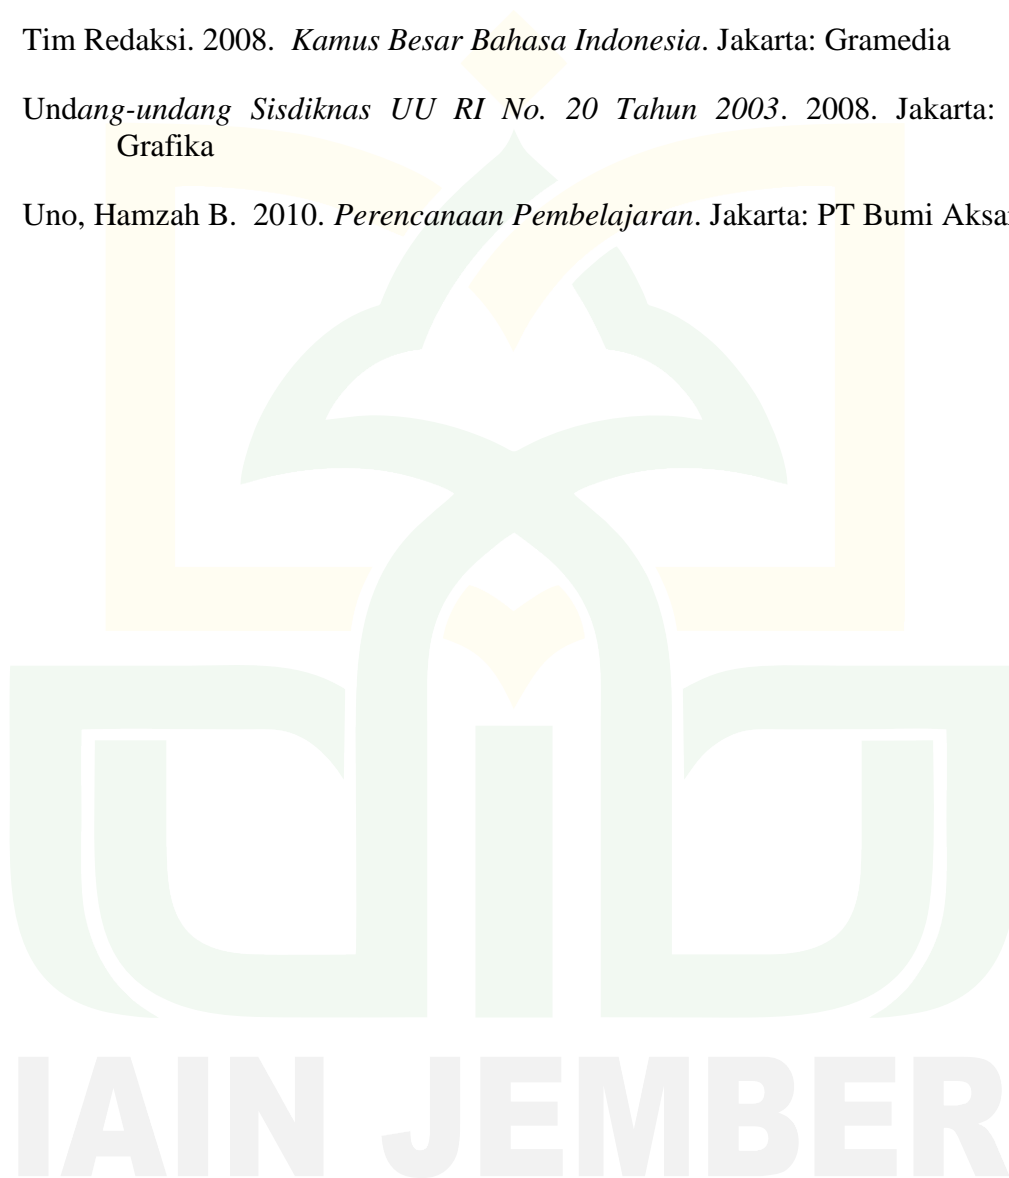 Tim Redaksi. 2008. Kamus Besar Bahasa Indonesia. Jakarta: Gramedia
Undang-undang Sisdiknas UU RI No. 20 Tahun 2003. 2008. Jakarta:
Grafika
Uno, Hamzah B. 2010. Perencanaan Pembelajaran. Jakarta: PT Bumi
IAIN JEMBER